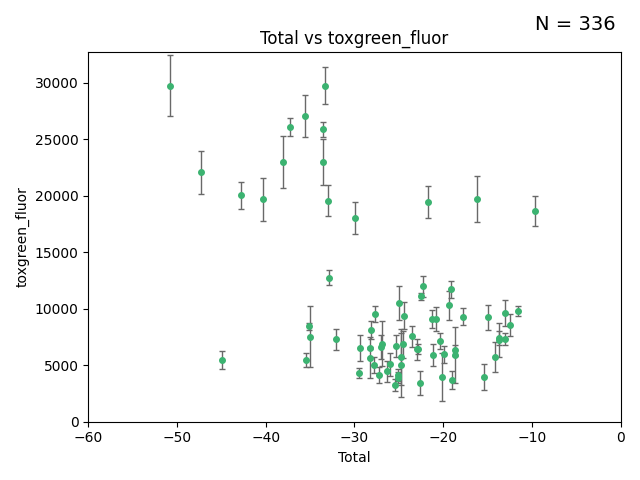 N = 336
Total vs toxgreen_fluor
30000
25000
20000
15000
10000
5000
0
toxgreen_fluor
−60 −50 −40 −30 −20 −10 0
Total